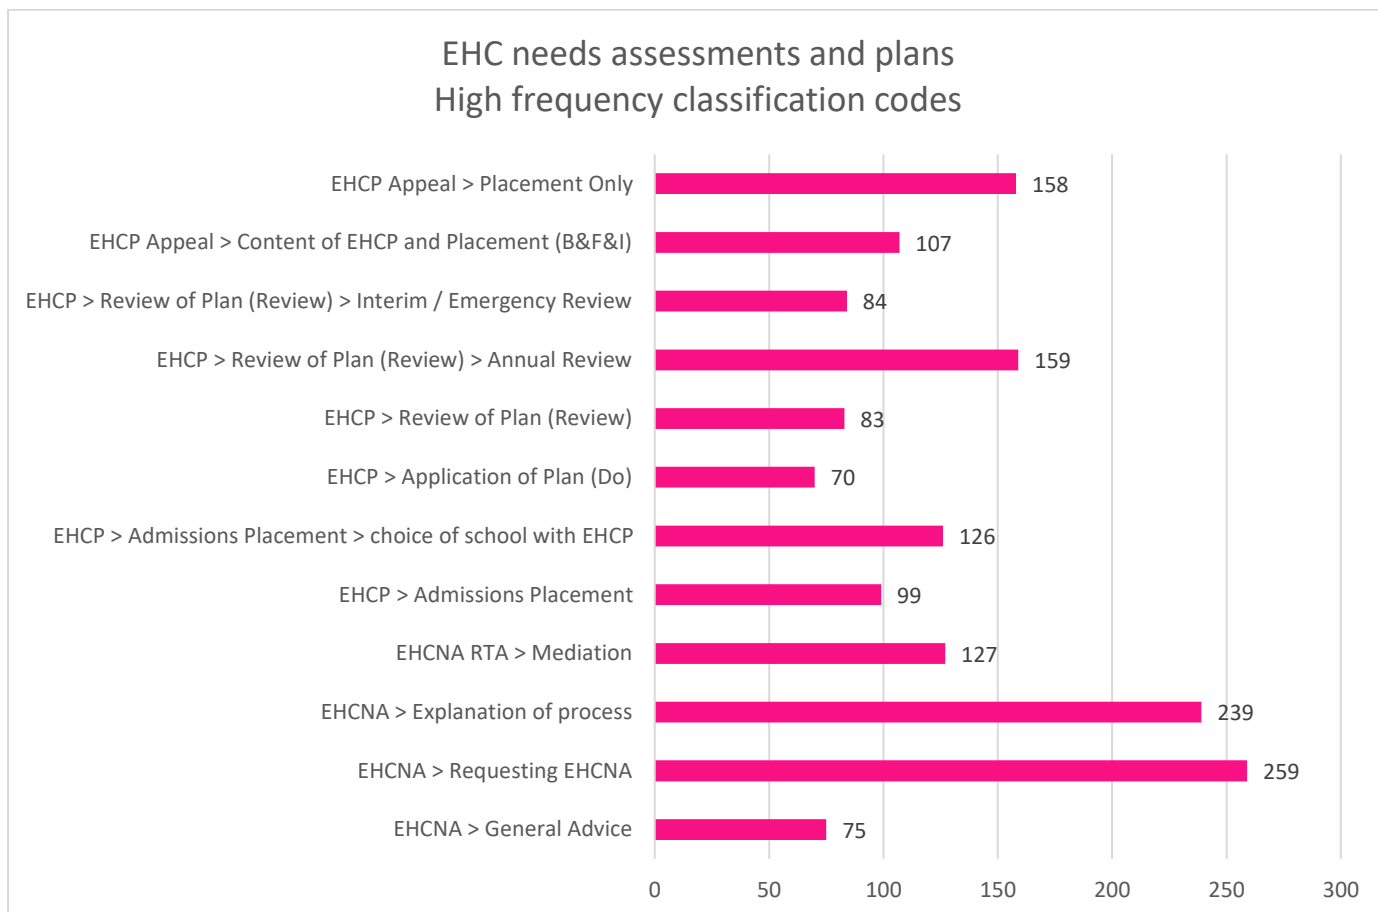 EHC needs assessments and plans
High frequency classification codes
EHCP Appeal > Placement Only 158
EHCP Appeal > Content of EHCP and Placement (B&F&I) 107
EHCP > Review of Plan (Review) > Interim / Emergency Review 84
EHCP > Review of Plan (Review) > Annual Review 159
EHCP > Review of Plan (Review) 83
EHCP > Application of Plan (Do) 70
EHCP > Admissions Placement > choice of school with EHCP 126
EHCP > Admissions Placement 99
EHCNA RTA > Mediation 127
EHCNA > Explanation of process 239
EHCNA > Requesting EHCNA 259
EHCNA > General Advice 75
0 50 100 150 200 250 300